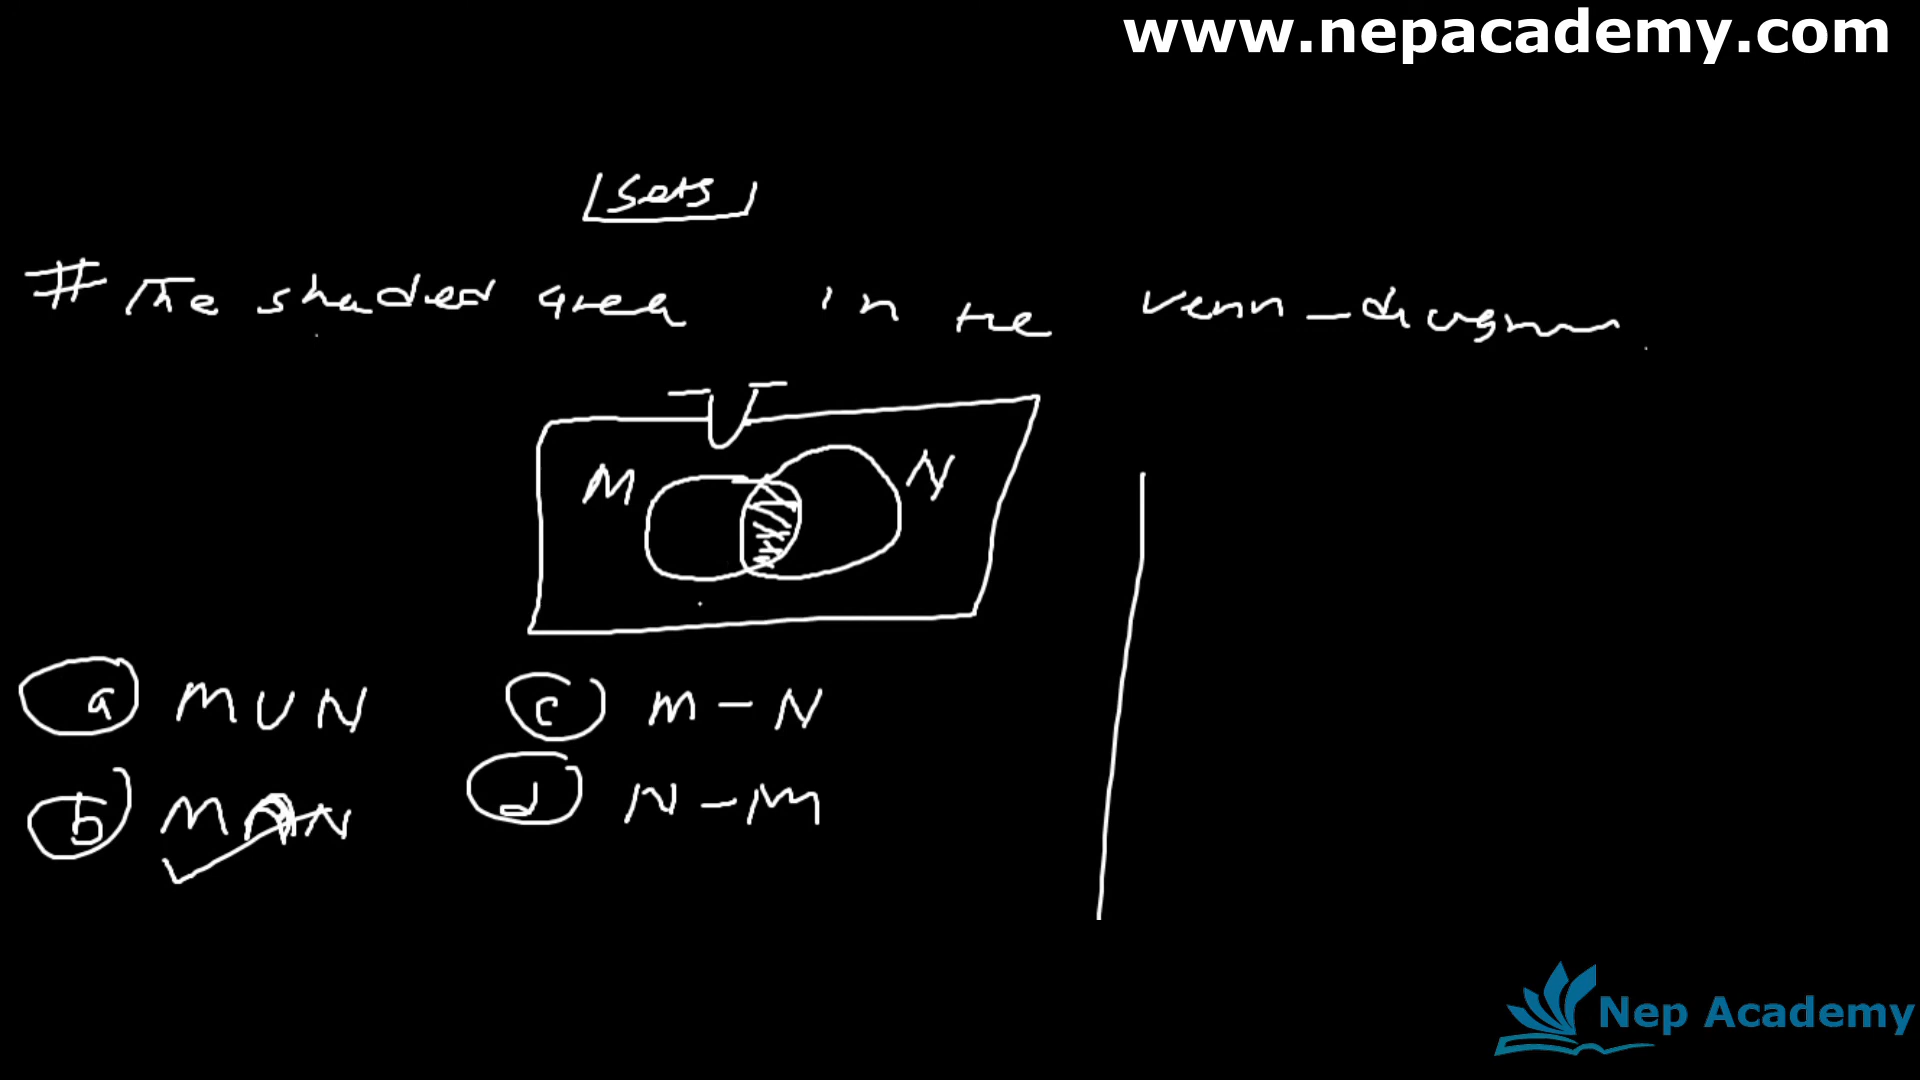 www.nepacademy.com
Sets
# The shaded area in the venn-diagram.
U
M N
a M U N
c M - N
b M ∩ N
d N - M
Nep Academy